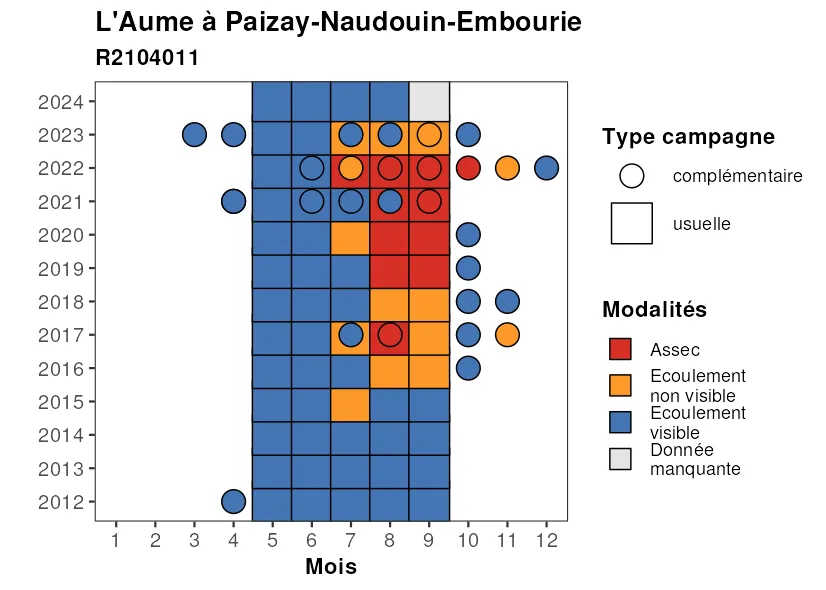 L'Aume à Paizay-Naudouin-Embourie
R2104011
2024
2023
2022
2021
2020
2019
2018
2017
2016
2015
2014
2013
2012
1 2 3 4 5 6 7 8 9 10 11 12
Mois
Type campagne
complémentaire
usuelle
Modalités
Assec
Ecoulement
non visible
Ecoulement
visible
Donnée
manquante